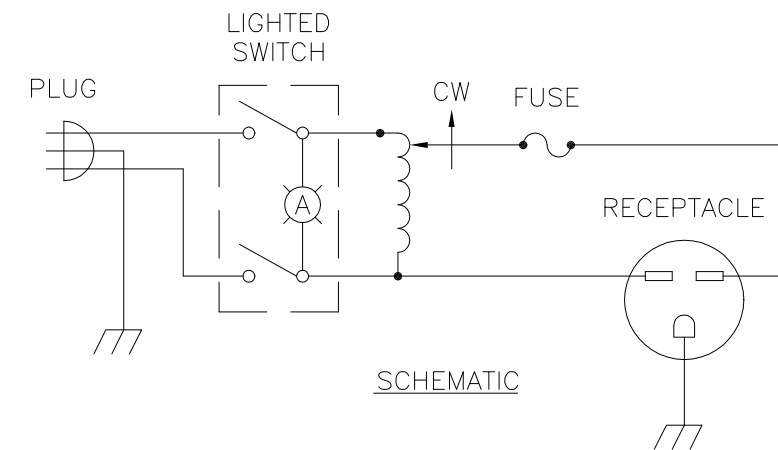 LIGHTED
SWITCH
PLUG
CW
FUSE
A
RECEPTACLE
SCHEMATIC